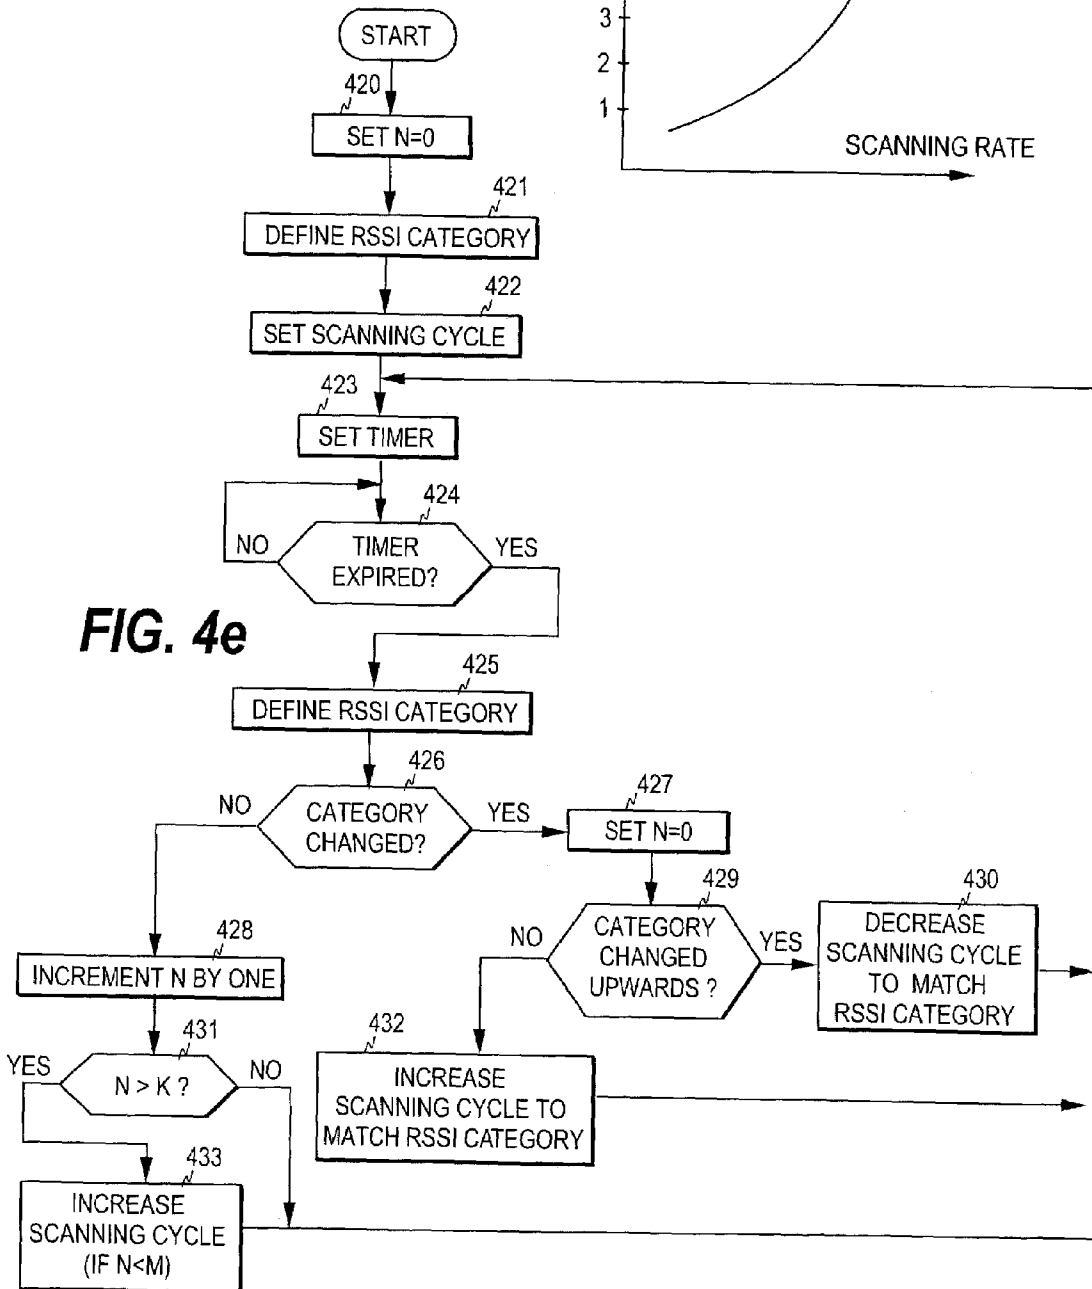 START
3
2
1
SCANNING RATE
420
SET N=0
421
DEFINE RSSI CATEGORY
422
SET SCANNING CYCLE
423
SET TIMER
424
NO
TIMER
EXPIRED?
YES
FIG. 4e
425
DEFINE RSSI CATEGORY
426
NO
CATEGORY
CHANGED?
YES
427
SET N=0
428
INCREMENT N BY ONE
429
NO
CATEGORY
CHANGED
UPWARDS ?
YES
430
DECREASE
SCANNING CYCLE
TO MATCH
RSSI CATEGORY
431
YES
N > K ?
NO
432
INCREASE
SCANNING CYCLE TO
MATCH RSSI CATEGORY
433
INCREASE
SCANNING CYCLE
(IF N<M)